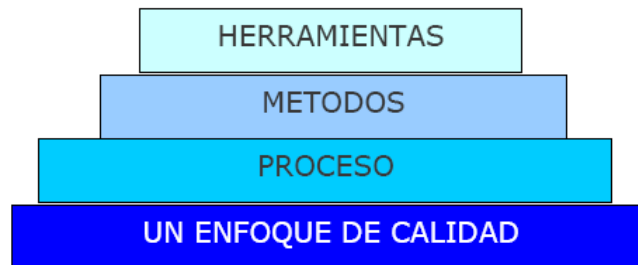 HERRAMIENTAS
METODOS
PROCESO
UN ENFOQUE DE CALIDAD